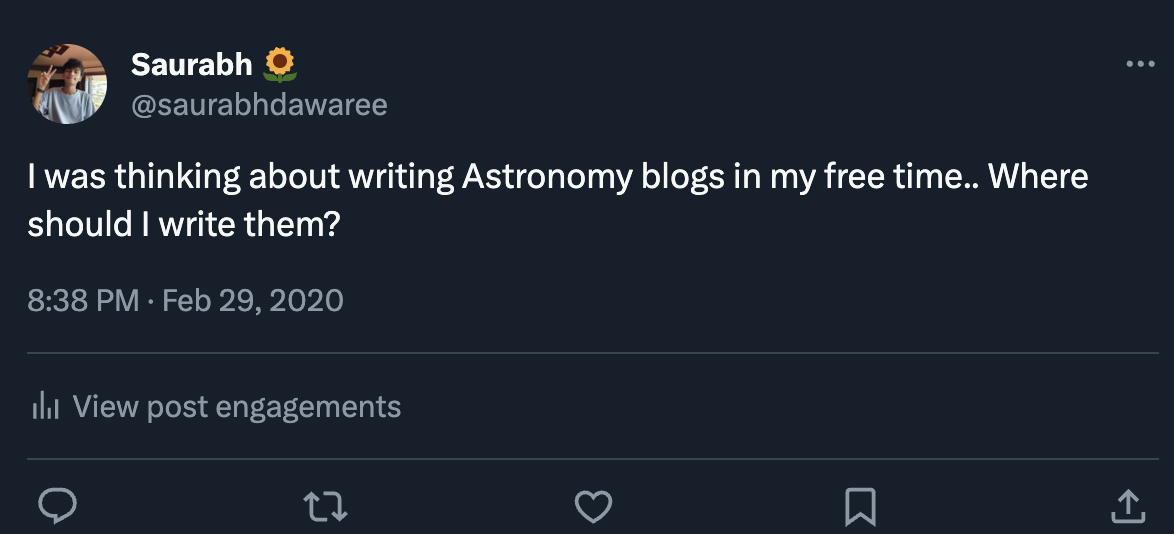 Saurabh 🌻
@saurabhdawaree
I was thinking about writing Astronomy blogs in my free time.. Where
should I write them?
8:38 PM · Feb 29, 2020
View post engagements